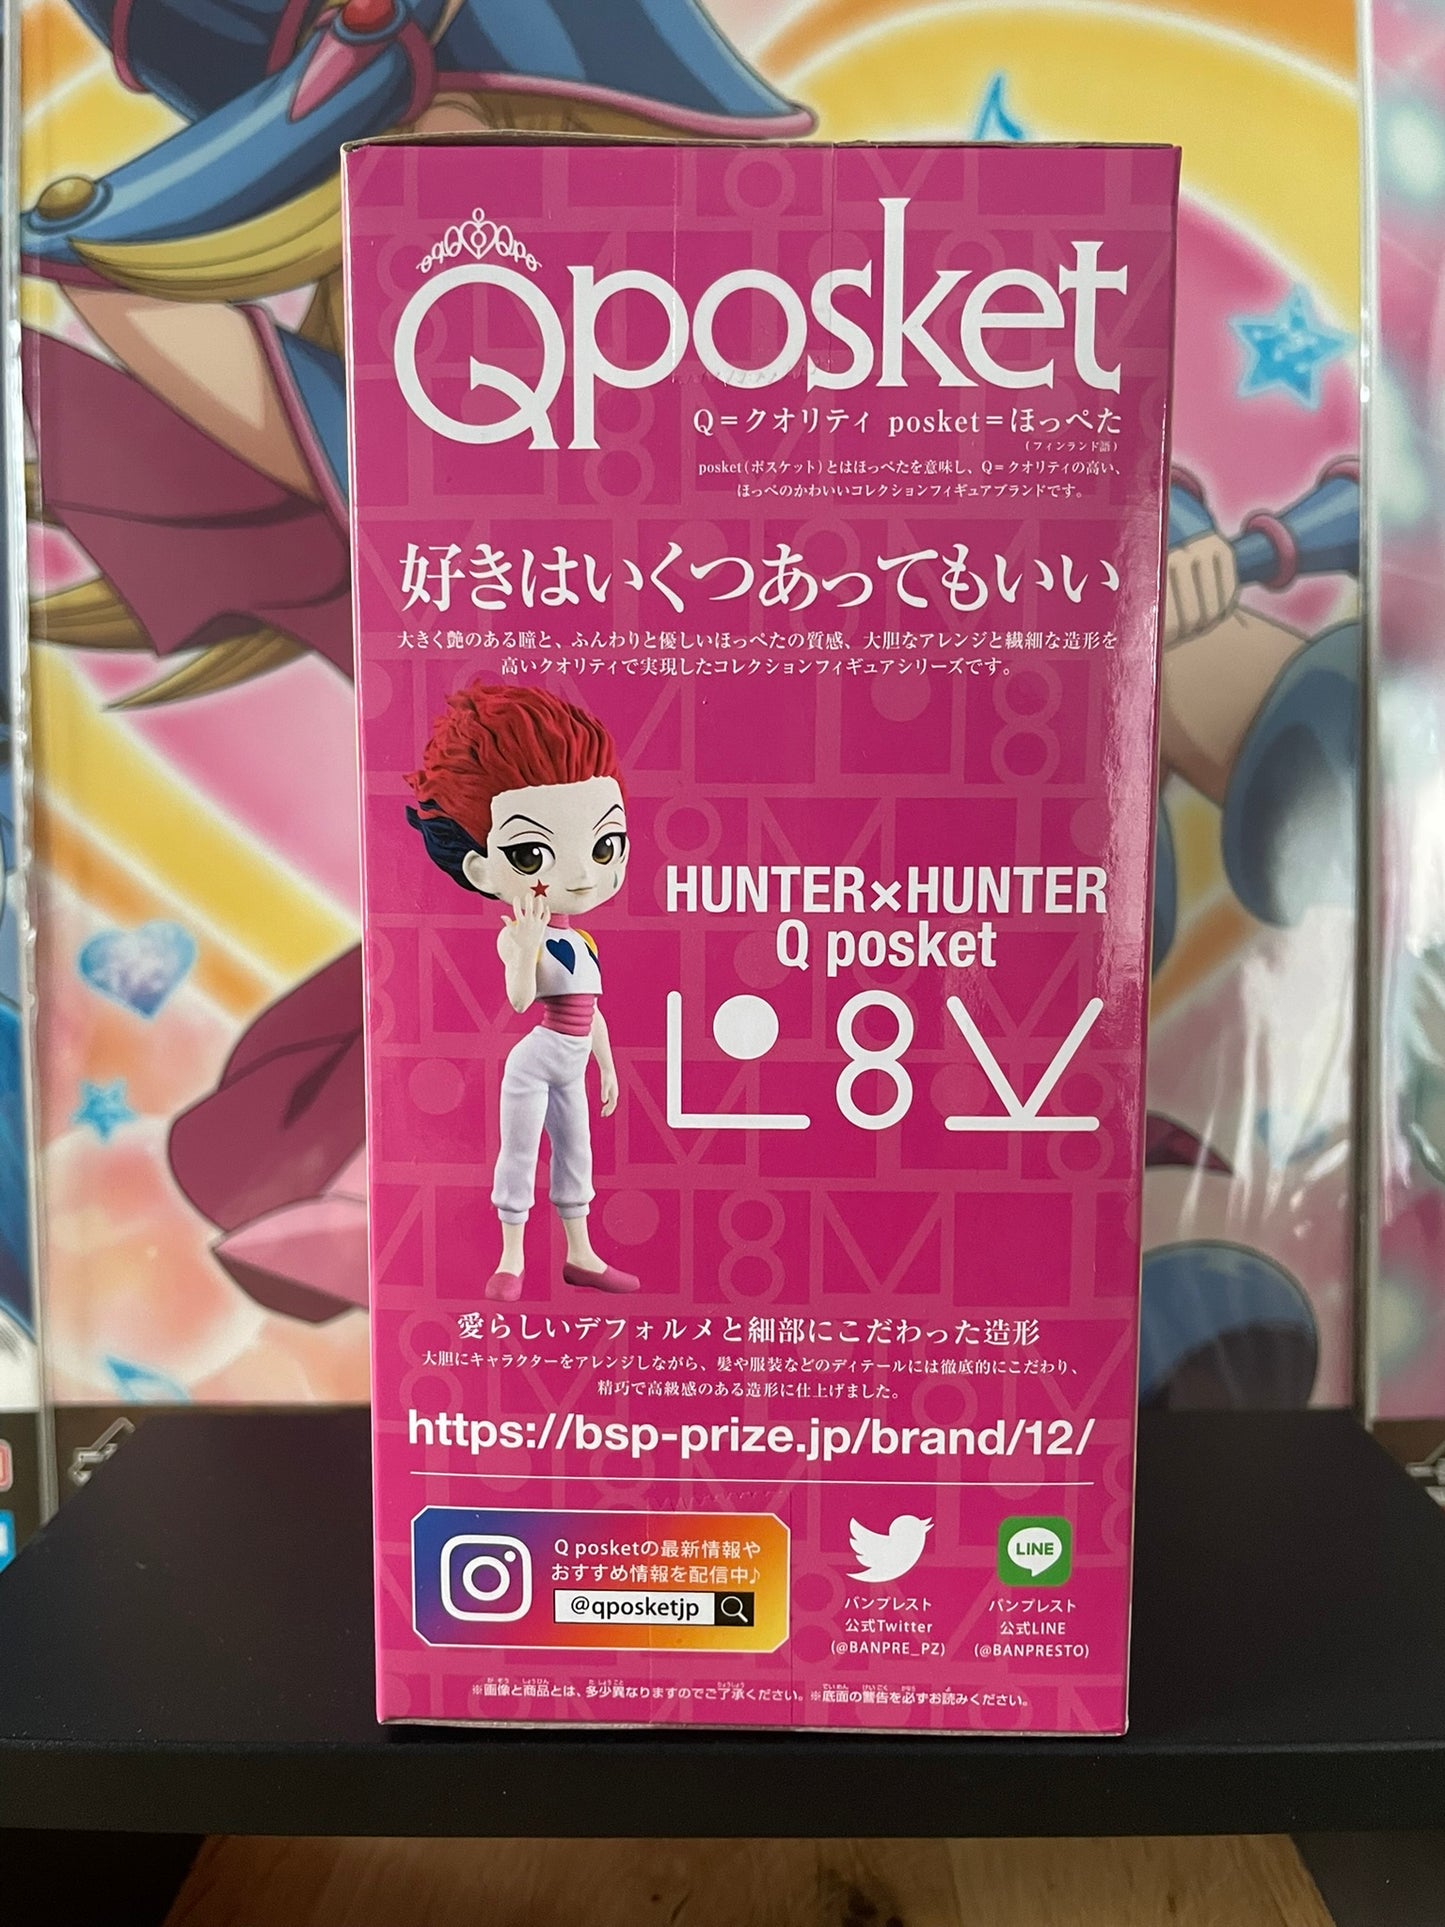 Qposket
Q=クオリティ posket=ほっぺた
(フィンランド語)
posket(ポスケット)とはほっぺたを意味し、Q=クオリティの高い、
ほっぺのかわいいコレクションフィギュアブランドです。
好きはいくつあってもいい
大きく艶のある瞳と、ふんわりと優しいほっぺたの質感、大胆なアレンジと繊細な造形を
高いクオリティで実現したコレクションフィギュアシリーズです。
HUNTER×HUNTER
Q posket
愛らしいデフォルメと細部にこだわった造形
大胆にキャラクターをアレンジしながら、髪や服装などのディテールには徹底的にこだわり、
精巧で高級感のある造形に仕上げました。
https://bsp-prize.jp/brand/12/
Q posketの最新情報や
おすすめ情報を配信中♪
@qposketjp
バンプレスト
公式Twitter
(@BANPRE_PZ)
LINE
バンプレスト
公式LINE
(@BANPRESTO)
※画像と商品とは、多少異なりますのでご了承ください。※底面の警告を必ずお読みください。